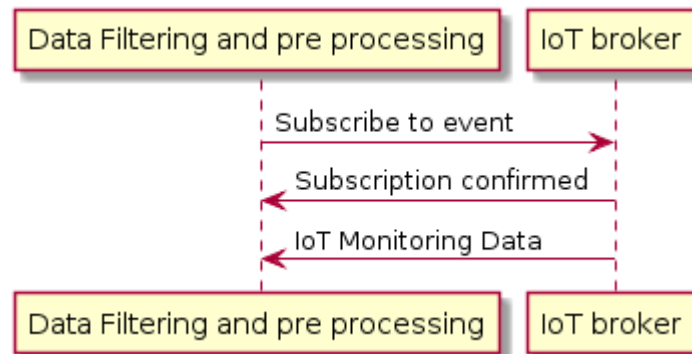 Data Filtering and pre processing IoT broker
Subscribe to event
Subscription confirmed
IoT Monitoring Data
Data Filtering and pre processing IoT broker